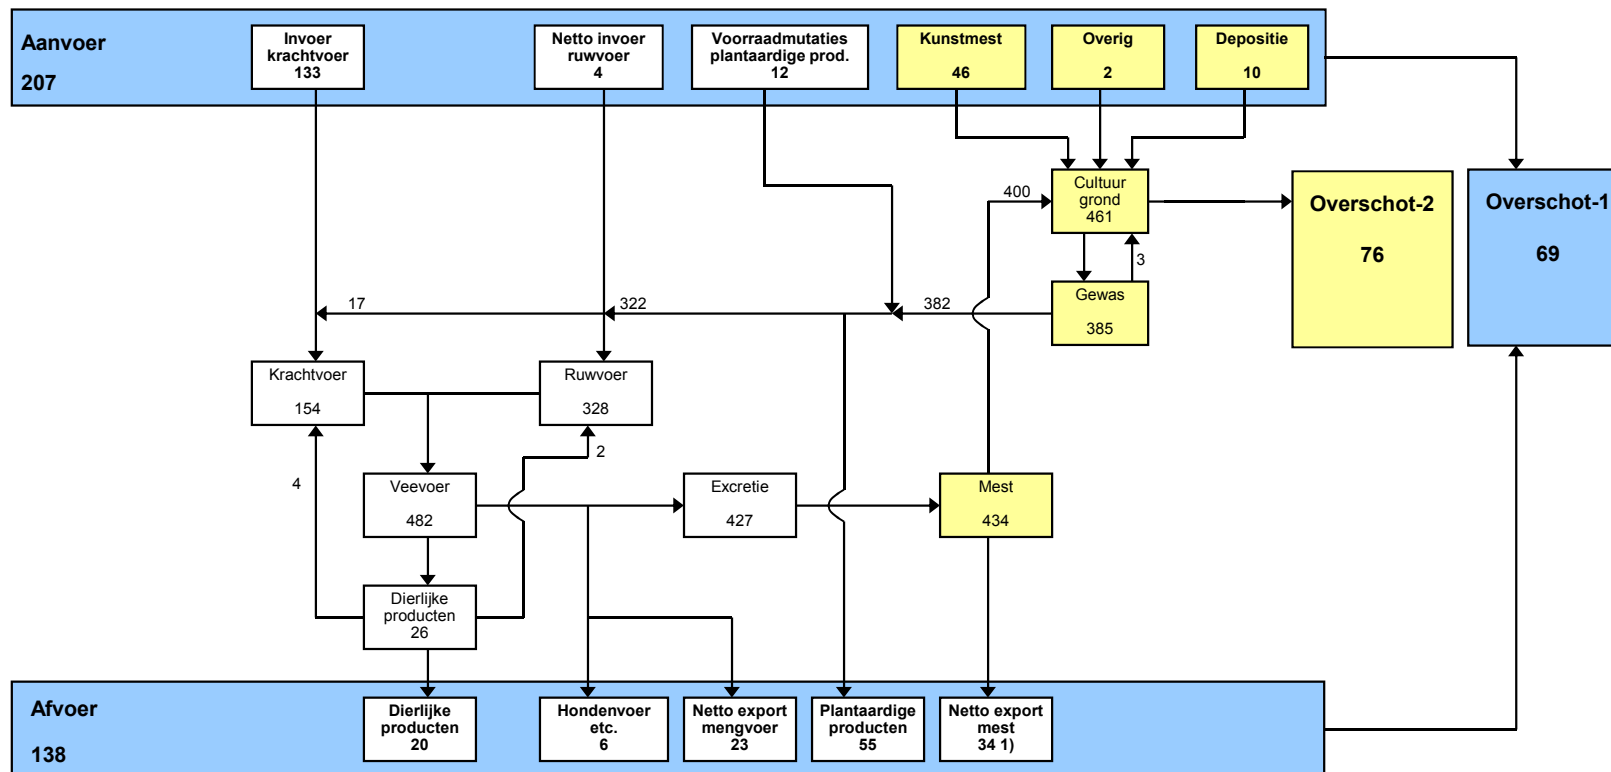 Aanvoer
207
Invoer
krachtvoer
133
Netto invoer
ruwvoer
4
Voorraadmutaties
plantaardige prod.
12
Kunstmest
46
Overig
2
Depositie
10
400
Cultuur
grond
461
Overschot-2
76
Overschot-1
69
3
17
322
382
Gewas
385
Krachtvoer
154
Ruwvoer
328
4
2
Veevoer
482
Excretie
427
Mest
434
Dierlijke
producten
26
Afvoer
138
Dierlijke
producten
20
Hondenvoer
etc.
6
Netto export
mengvoer
23
Plantaardige
producten
55
Netto export
mest
34 1)